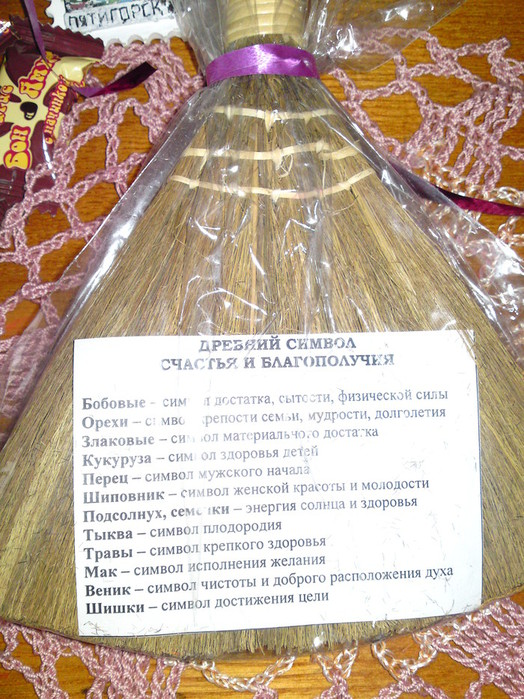 ПЯТИГОРСК
ДРЕВНИЙ СИМВОЛ
СЧАСТЬЯ И БЛАГОПОЛУЧИЯ
Бобовые – символ достатка, сытости, физической силы
Орехи – символ крепости семьи, мудрости, долголетия
Злаковые – символ материального достатка
Кукуруза – символ здоровья детей
Перец – символ мужского начала
Шиповник – символ женской красоты и молодости
Подсолнух, семечки – энергия солнца и здоровья
Тыква – символ плодородия
Травы – символ крепкого здоровья
Мак – символ исполнения желания
Веник – символ чистоты и доброго расположения духа
Шишки – символ достижения цели